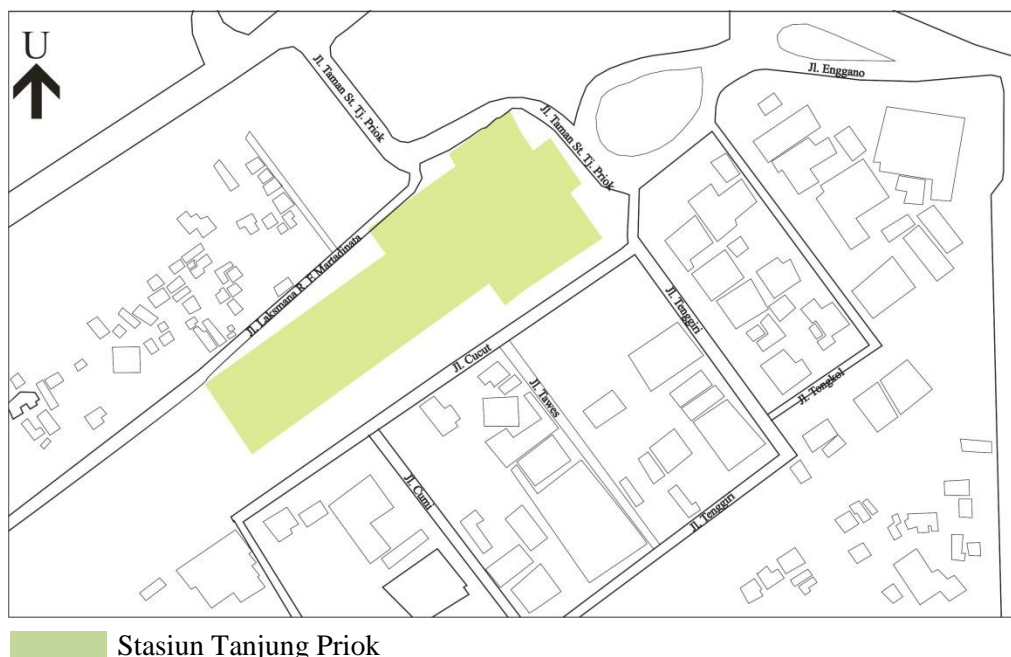 U
Jl. Taman St. Tj. Priok
Jl. Enggano
Jl. Taman St. Tj. Priok
Jl. Laksmana R. E Martadinata
Jl. Tenggiri
Jl. Cucut
Jl. Tawes
Jl. Tongkol
Jl. Cumi
Jl. Tenggiri
Stasiun Tanjung Priok